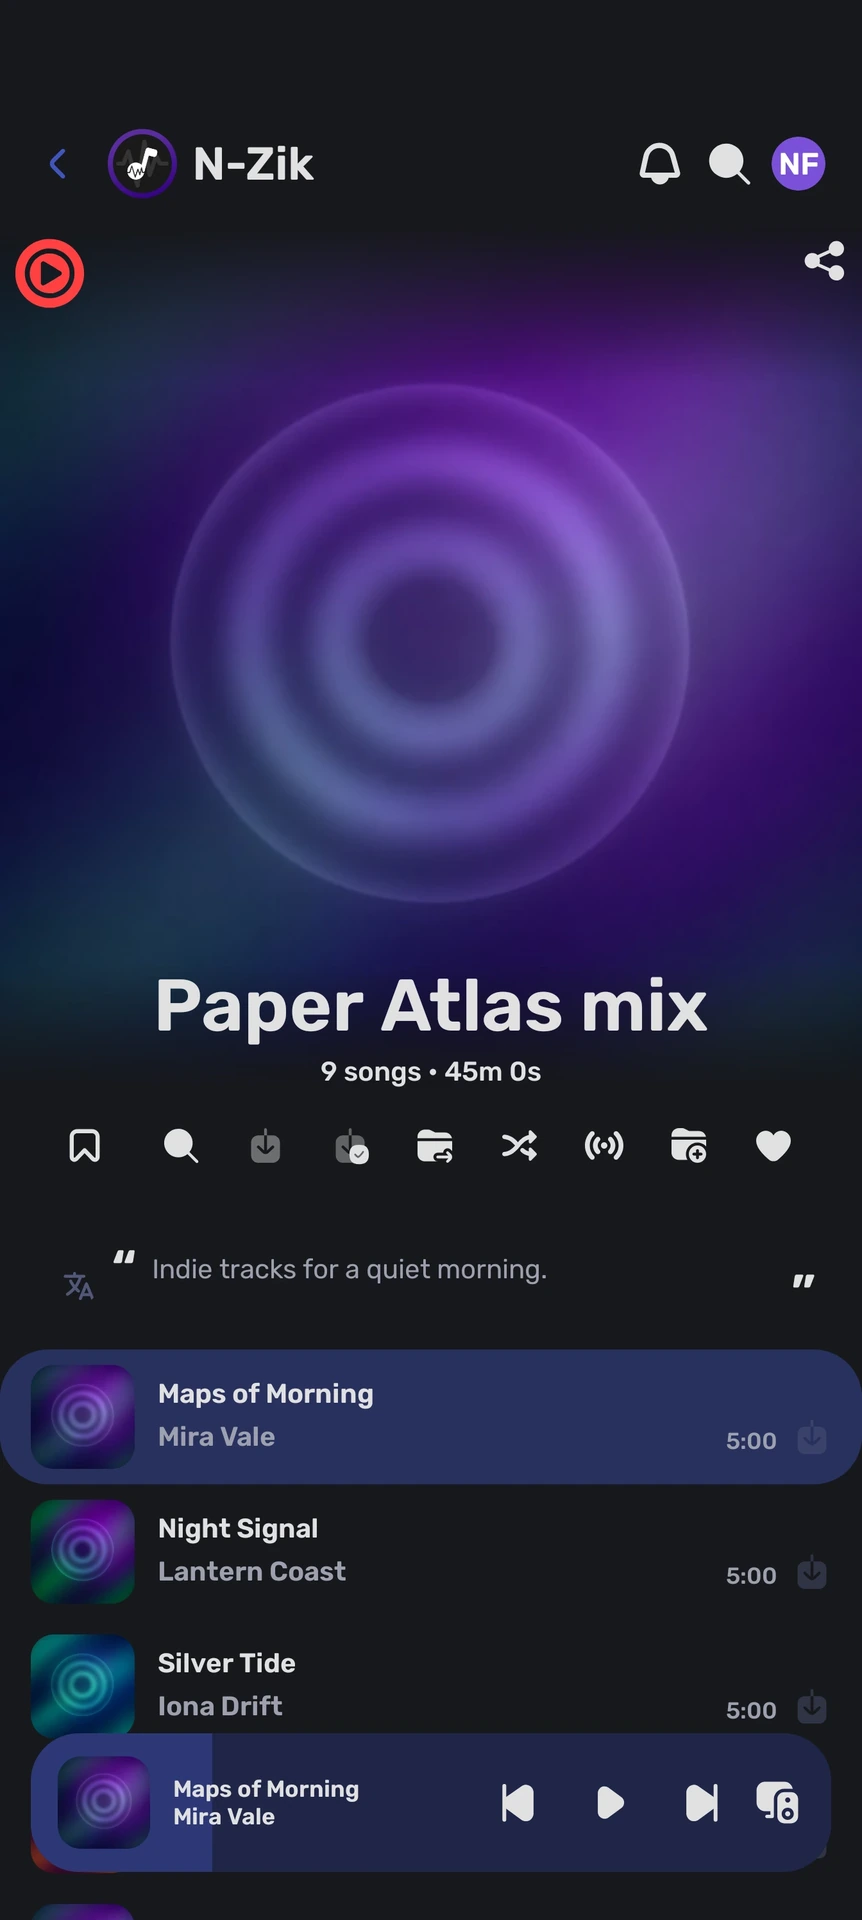 N-Zik
NF
Paper Atlas mix
9 songs • 45m 0s
“ Indie tracks for a quiet morning. ”
Maps of Morning
Mira Vale
5:00
Night Signal
Lantern Coast
5:00
Silver Tide
Iona Drift
5:00
Maps of Morning
Mira Vale